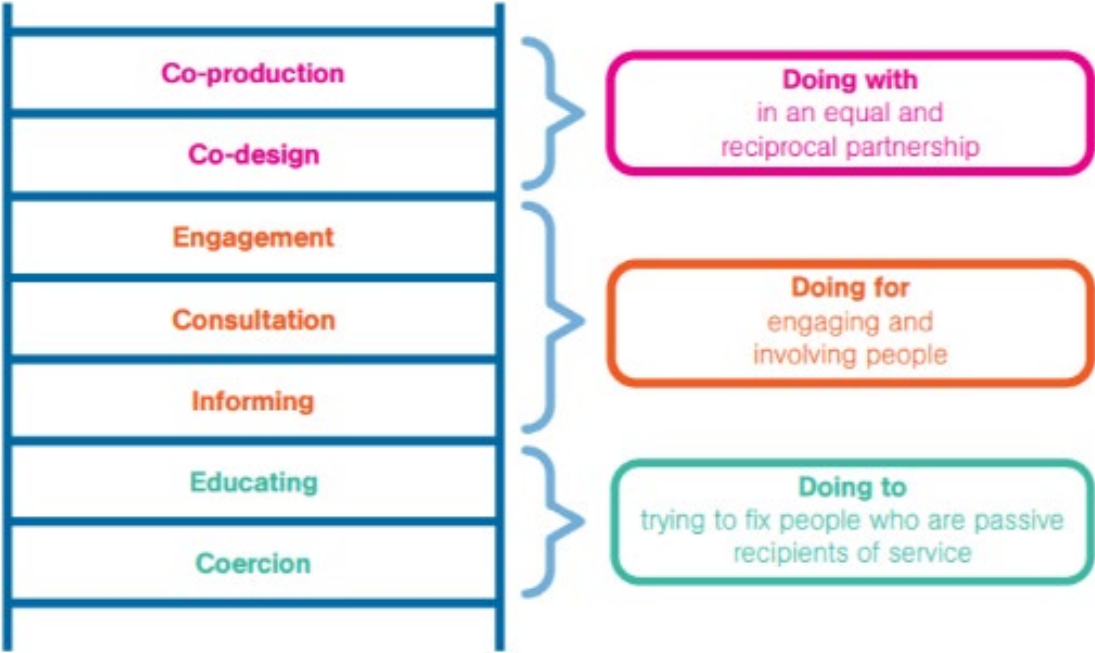 Co-production
Co-design
Engagement
Consultation
Informing
Educating
Coercion
Doing with
in an equal and
reciprocal partnership
Doing for
engaging and
involving people
Doing to
trying to fix people who are passive
recipients of service